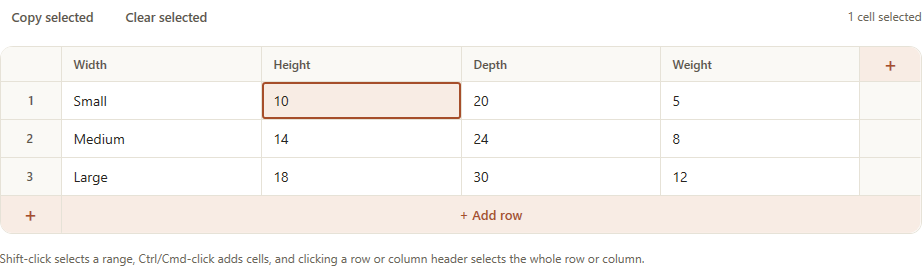 Copy selected Clear selected 1 cell selected
Width Height Depth Weight +
1 Small 10 20 5
2 Medium 14 24 8
3 Large 18 30 12
+ + Add row
Shift-click selects a range, Ctrl/Cmd-click adds cells, and clicking a row or column header selects the whole row or column.